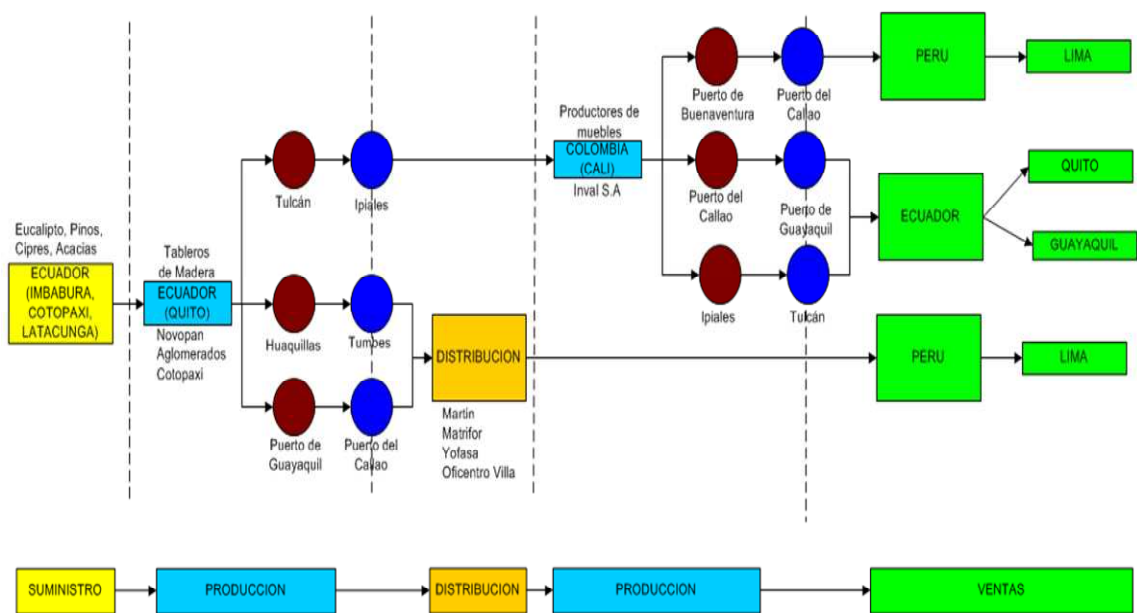 Eucalipto, Pinos,
Cipres, Acacias
ECUADOR
(IMBABURA,
COTOPAXI,
LATACUNGA)
Tableros
de Madera
ECUADOR
(QUITO)
Novopan
Aglomerados
Cotopaxi
Tulcán
Ipiales
Huaquillas
Tumbes
Puerto de
Guayaquil
Puerto del
Callao
DISTRIBUCION
Martin
Matrifor
Yofasa
Oficentro Villa
Productores de
muebles
COLOMBIA
(CALI)
Inval S.A
Puerto de
Buenaventura
Puerto del
Callao
Puerto del
Callao
Puerto de
Guayaquil
Ipiales
Tulcán
PERU
LIMA
ECUADOR
QUITO
GUAYAQUIL
PERU
LIMA
SUMINISTRO
PRODUCCION
DISTRIBUCION
PRODUCCION
VENTAS